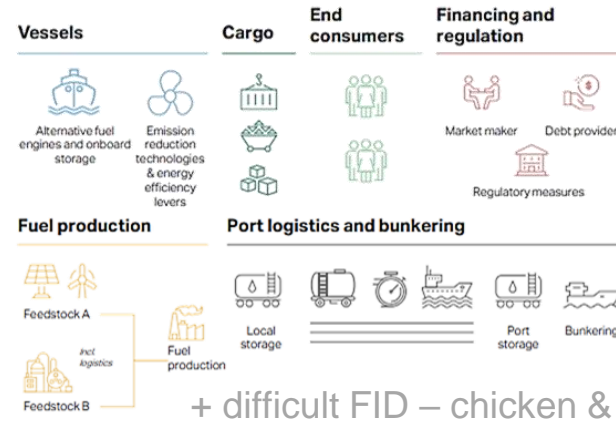 Vessels
Cargo
End
consumers
Financing and
regulation
Alternative fuel
engines and onboard
storage
Emission
reduction
technologies
& energy
efficiency
levers
Market maker
Debt provider
Regulatory measures
Fuel production
Port logistics and bunkering
Feedstock A
Incl.
logistics
Fuel
production
Feedstock B
Local
storage
Port
storage
Bunkering
+ difficult FID – chicken &